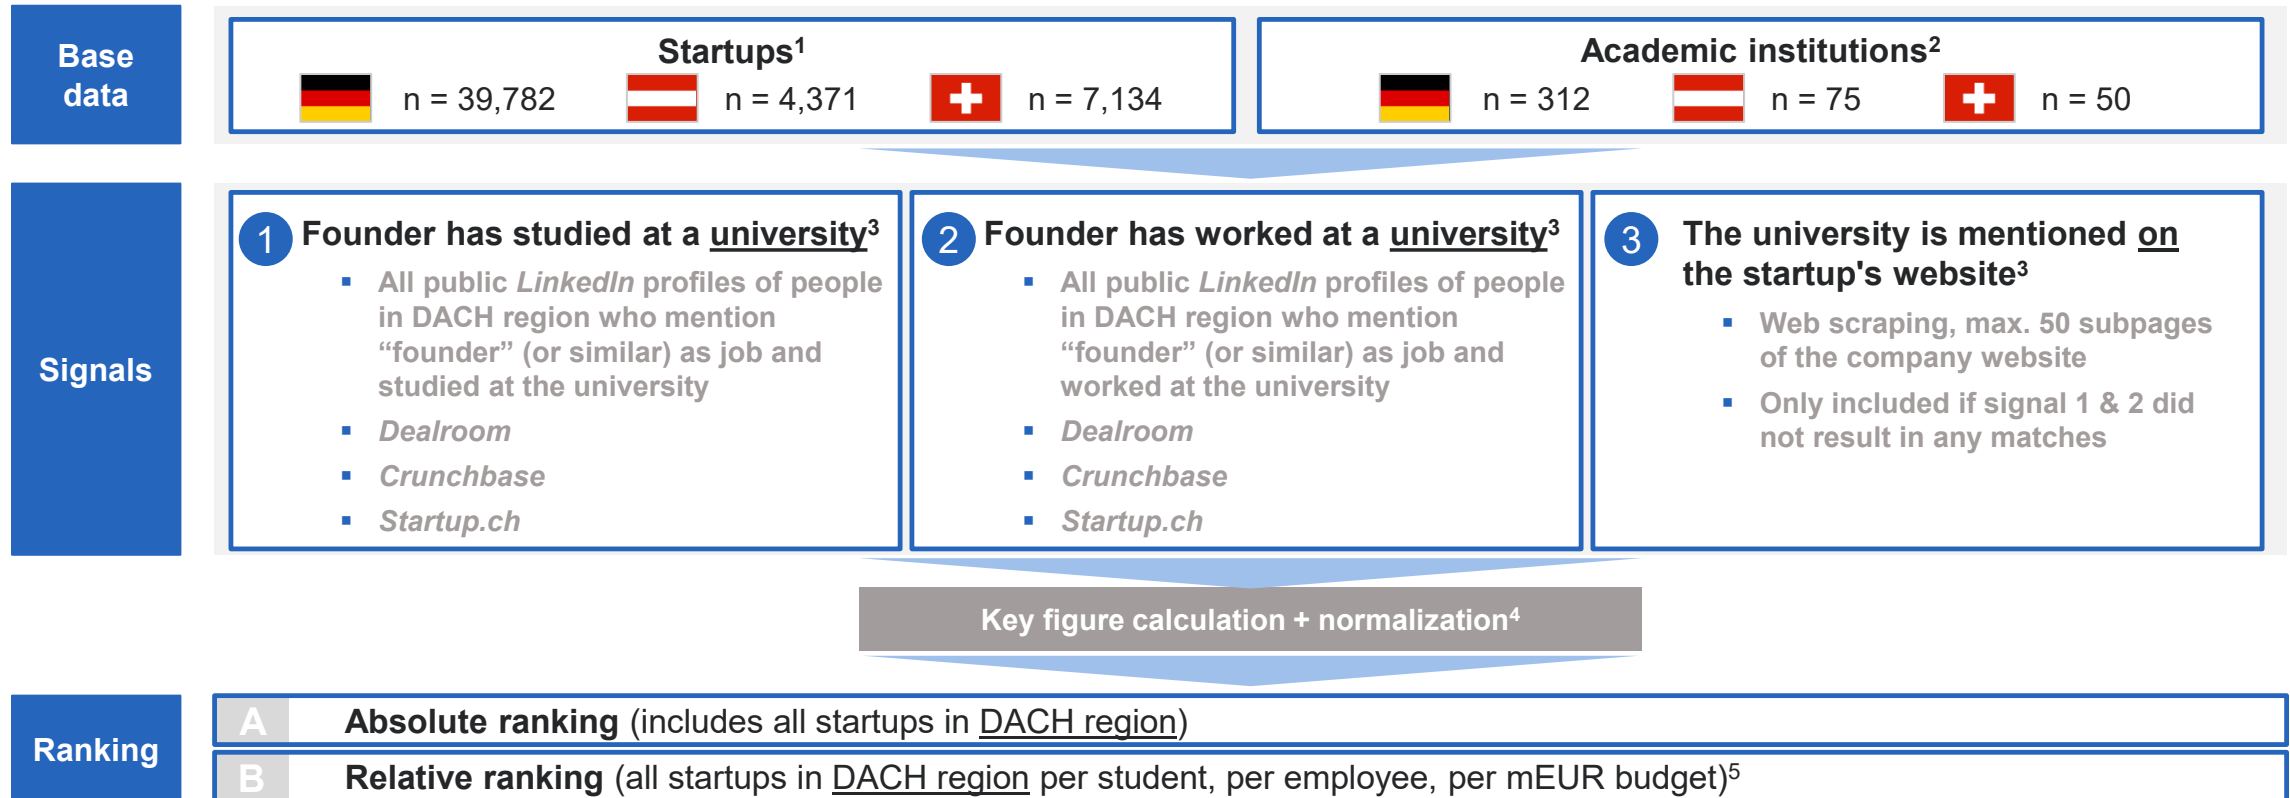 Base
data
Startups1
n = 39,782
n = 4,371
n = 7,134
Academic institutions2
n = 312
n = 75
n = 50
Signals
1
Founder has studied at a university3
▪ All public LinkedIn profiles of people
in DACH region who mention
“founder” (or similar) as job and
studied at the university
▪ Dealroom
▪ Crunchbase
▪ Startup.ch
2
Founder has worked at a university3
▪ All public LinkedIn profiles of people
in DACH region who mention
“founder” (or similar) as job and
worked at the university
▪ Dealroom
▪ Crunchbase
▪ Startup.ch
3
The university is mentioned on
the startup's website3
▪ Web scraping, max. 50 subpages
of the company website
▪ Only included if signal 1 & 2 did
not result in any matches
Key figure calculation + normalization4
Ranking
A
Absolute ranking (includes all startups in DACH region)
B
Relative ranking (all startups in DACH region per student, per employee, per mEUR budget)5